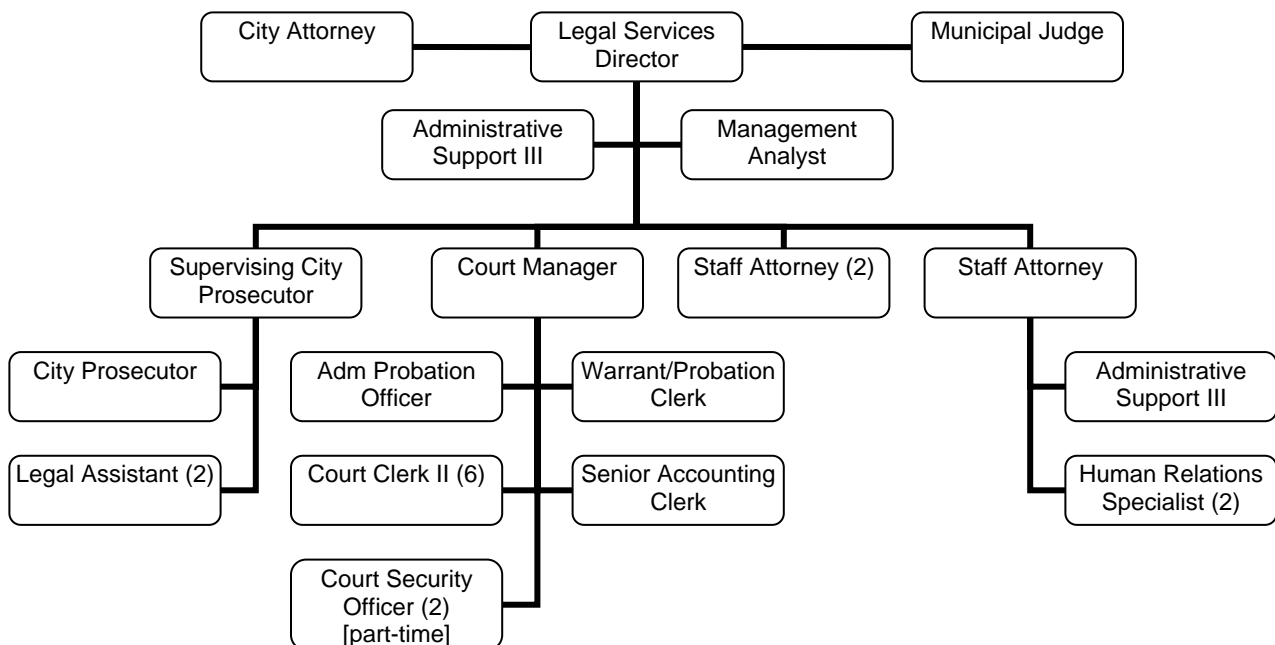 City Attorney
Legal Services
Director
Municipal Judge
Administrative
Support III
Management
Analyst
Supervising City
Prosecutor
Court Manager
Staff Attorney (2)
Staff Attorney
City Prosecutor
Adm Probation
Officer
Warrant/Probation
Clerk
Administrative
Support III
Legal Assistant (2)
Court Clerk II (6)
Senior Accounting
Clerk
Human Relations
Specialist (2)
Court Security
Officer (2)
[part-time]